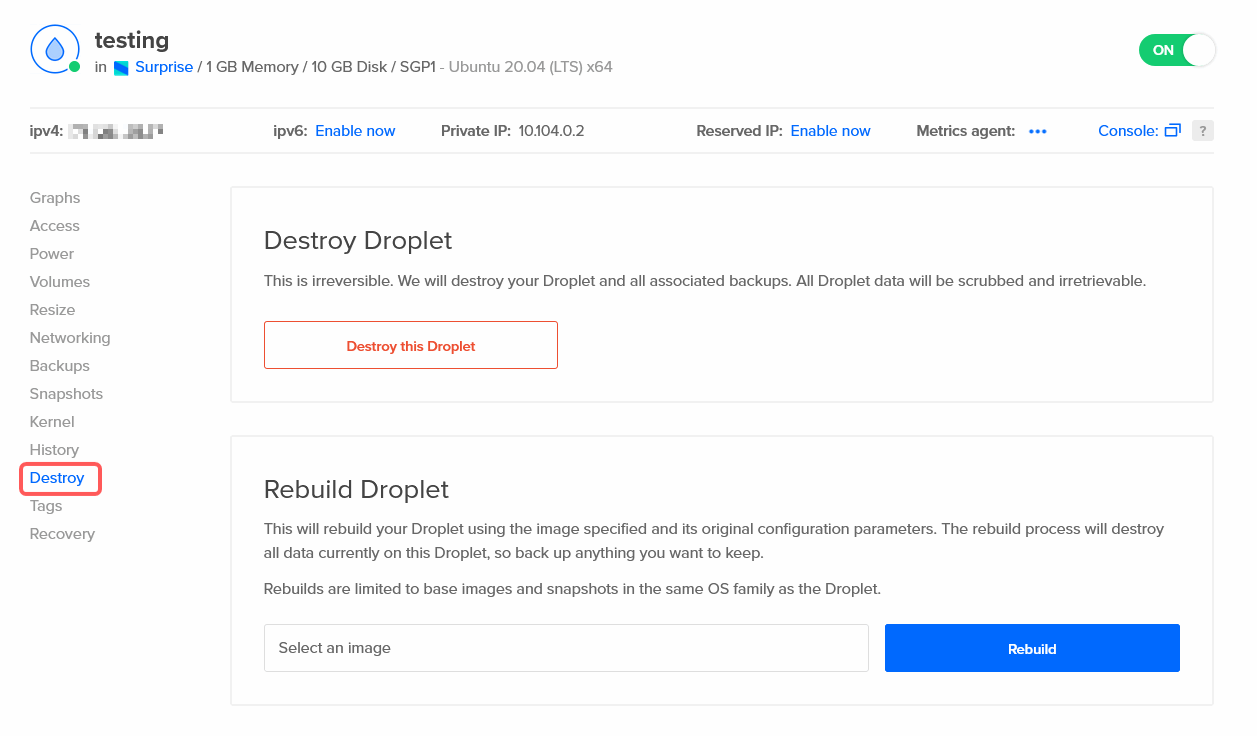 testing
in Surprise / 1 GB Memory / 10 GB Disk / SGP1 - Ubuntu 20.04 (LTS) x64
ON
ipv4: ipv6: Enable now Private IP: 10.104.0.2 Reserved IP: Enable now Metrics agent: ••• Console: ?
Graphs
Access
Power
Volumes
Resize
Networking
Backups
Snapshots
Kernel
History
Destroy
Tags
Recovery
Destroy Droplet
This is irreversible. We will destroy your Droplet and all associated backups. All Droplet data will be scrubbed and irretrievable.
Destroy this Droplet
Rebuild Droplet
This will rebuild your Droplet using the image specified and its original configuration parameters. The rebuild process will destroy
all data currently on this Droplet, so back up anything you want to keep.
Rebuilds are limited to base images and snapshots in the same OS family as the Droplet.
Select an image
Rebuild